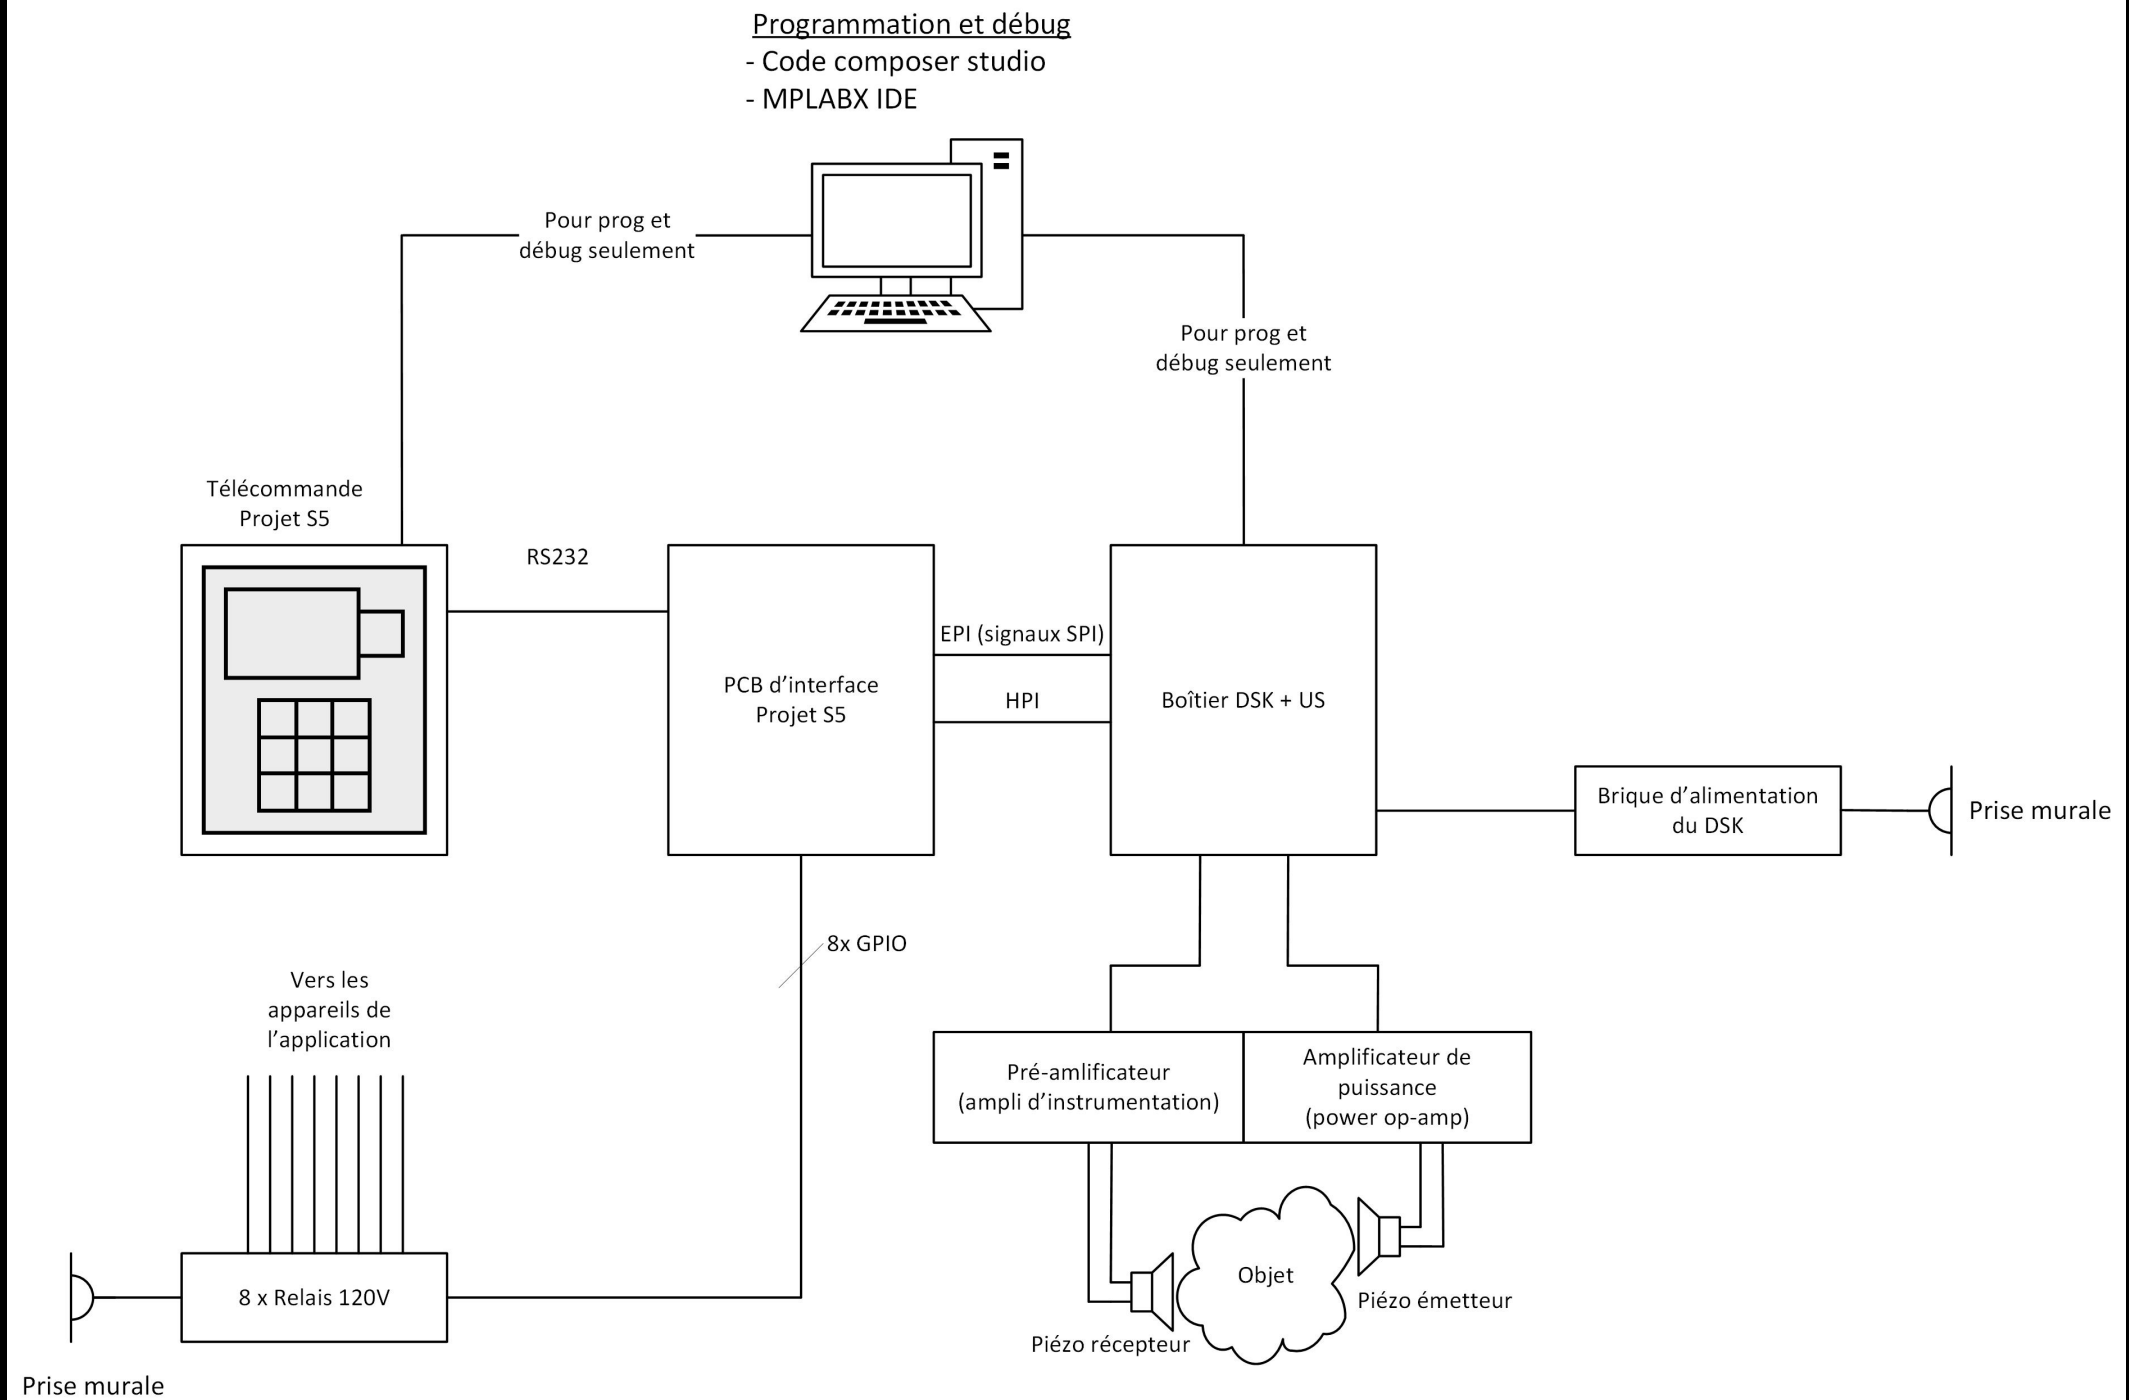 Programmation et débug
- Code composer studio
- MPLABX IDE
Pour prog et
débug seulement
Pour prog et
débug seulement
Télécommande
Projet S5
RS232
PCB d’interface
Projet S5
EPI (signaux SPI)
HPI
Boîtier DSK + US
Brique d’alimentation
du DSK
Prise murale
8x GPIO
Vers les
appareils de
l’application
Pré-amlificateur
(ampli d’instrumentation)
Amplificateur de
puissance
(power op-amp)
8 x Relais 120V
Objet
Piézo émetteur
Piézo récepteur
Prise murale